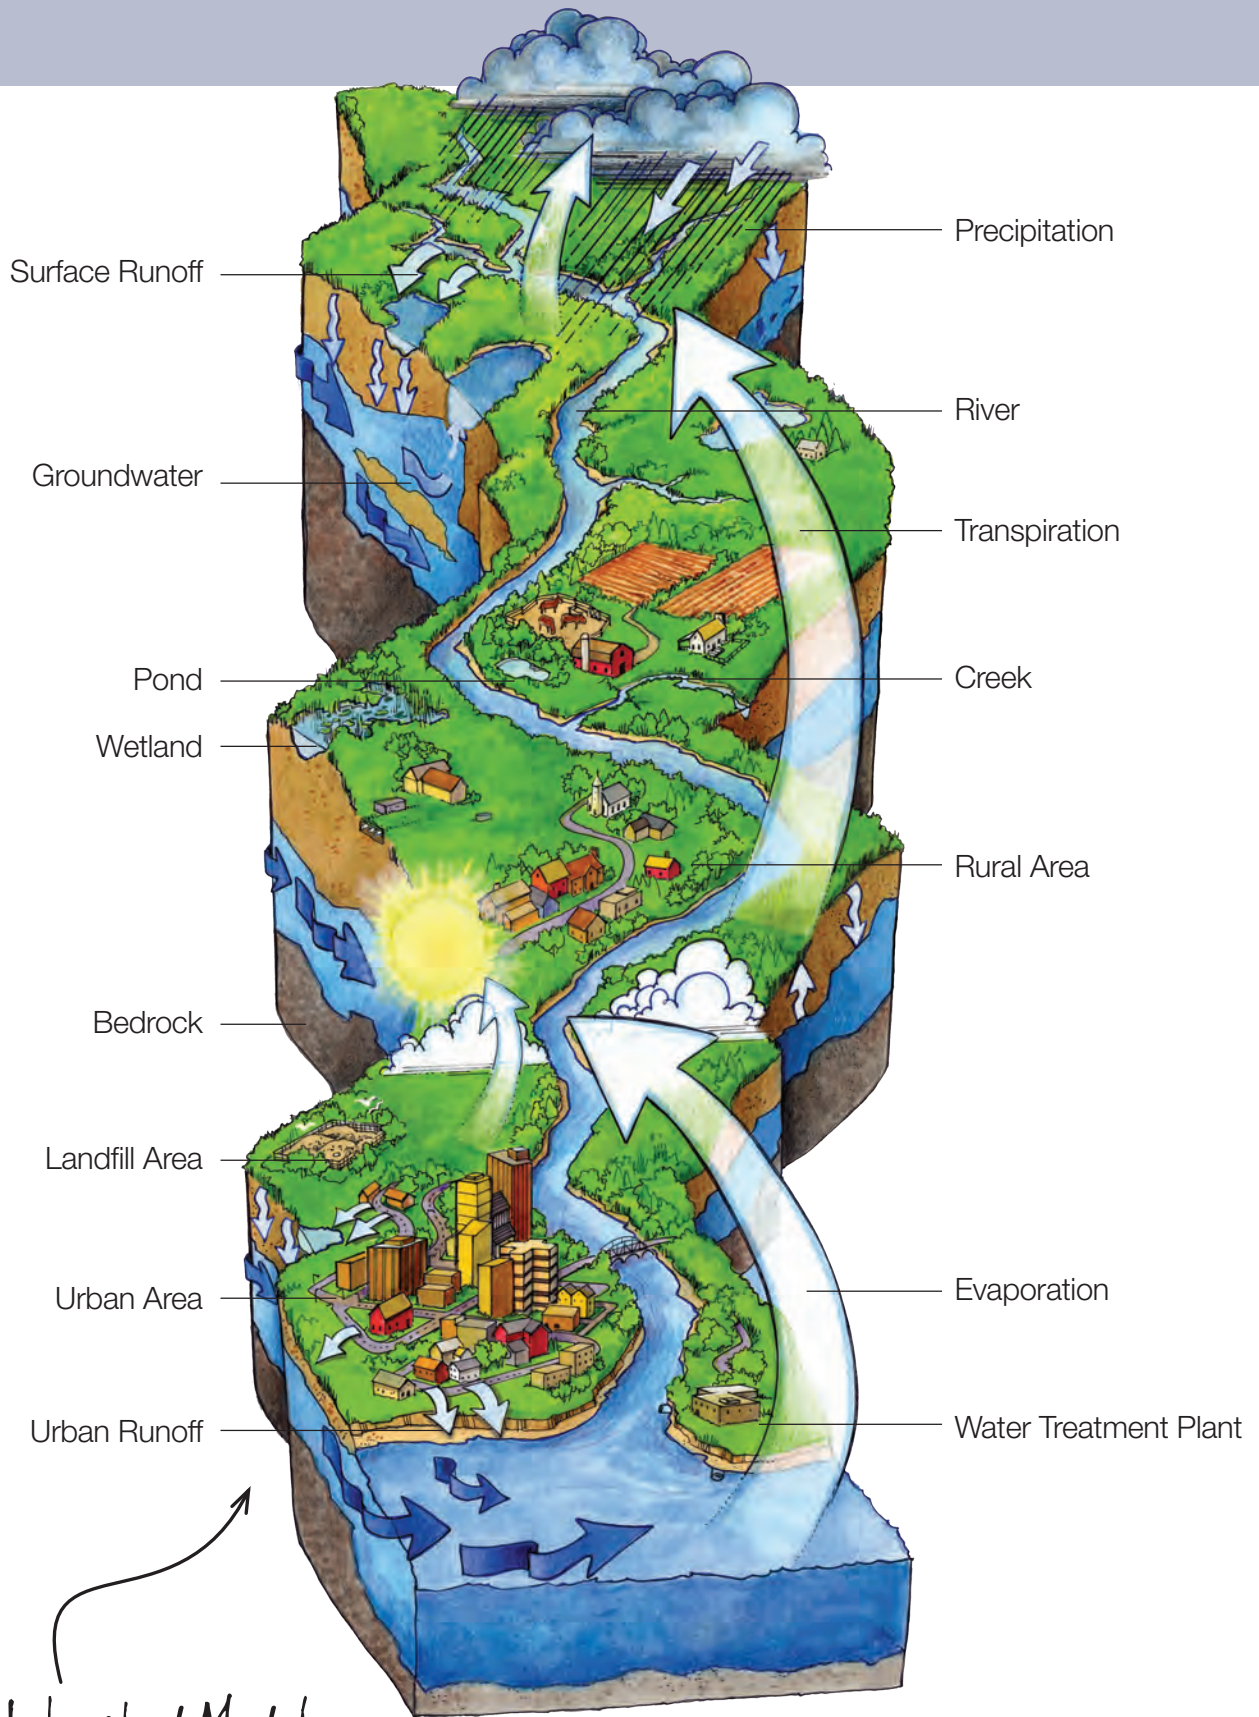 Precipitation
Surface Runoff
River
Groundwater
Transpiration
Pond
Creek
Wetland
Rural Area
Bedrock
Landfill Area
Urban Area
Evaporation
Urban Runoff
Water Treatment Plant